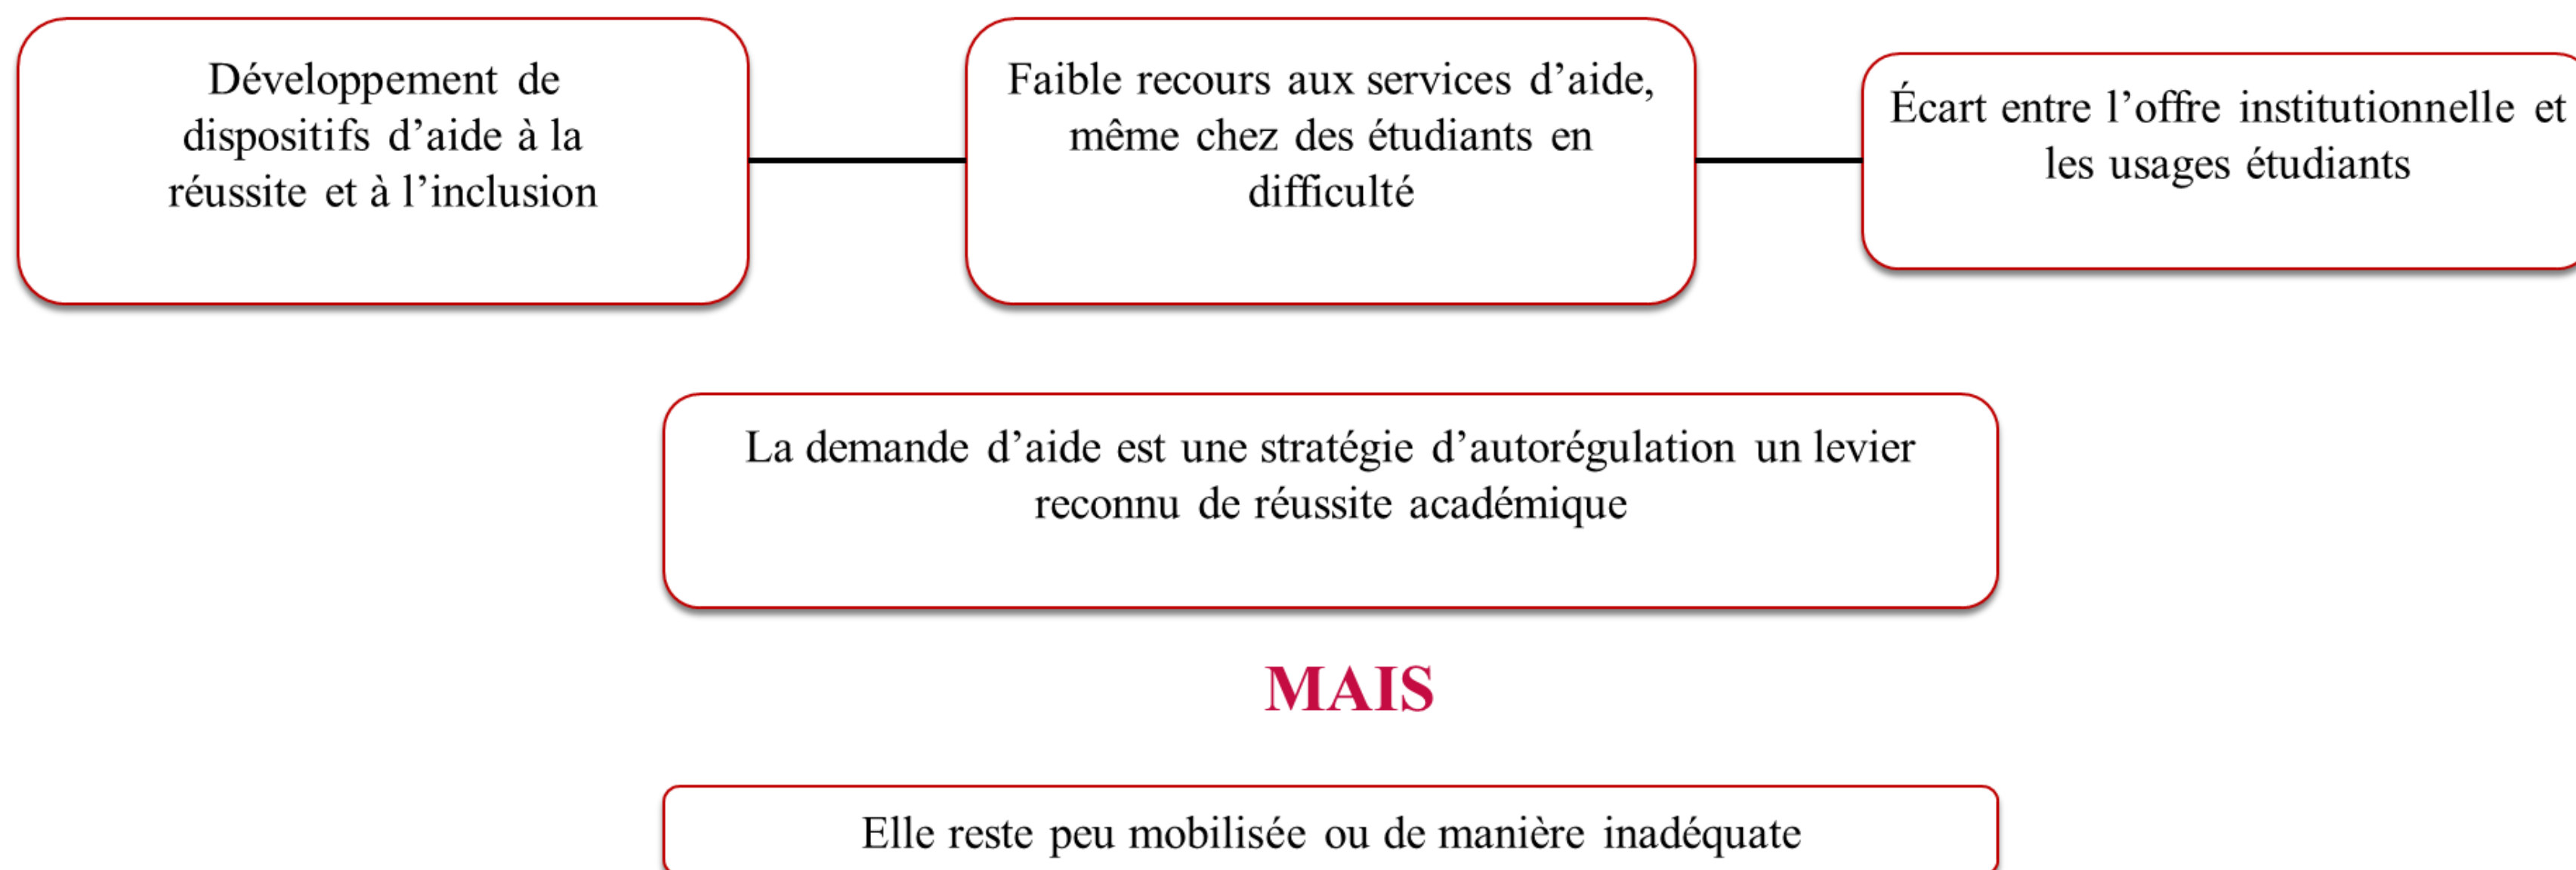 Développement de
dispositifs d’aide à la
réussite et à l’inclusion
Faible recours aux services d’aide,
même chez des étudiants en
difficulté
Écart entre l’offre institutionnelle et
les usages étudiants
La demande d’aide est une stratégie d’autorégulation un levier
reconnu de réussite académique
MAIS
Elle reste peu mobilisée ou de manière inadéquate